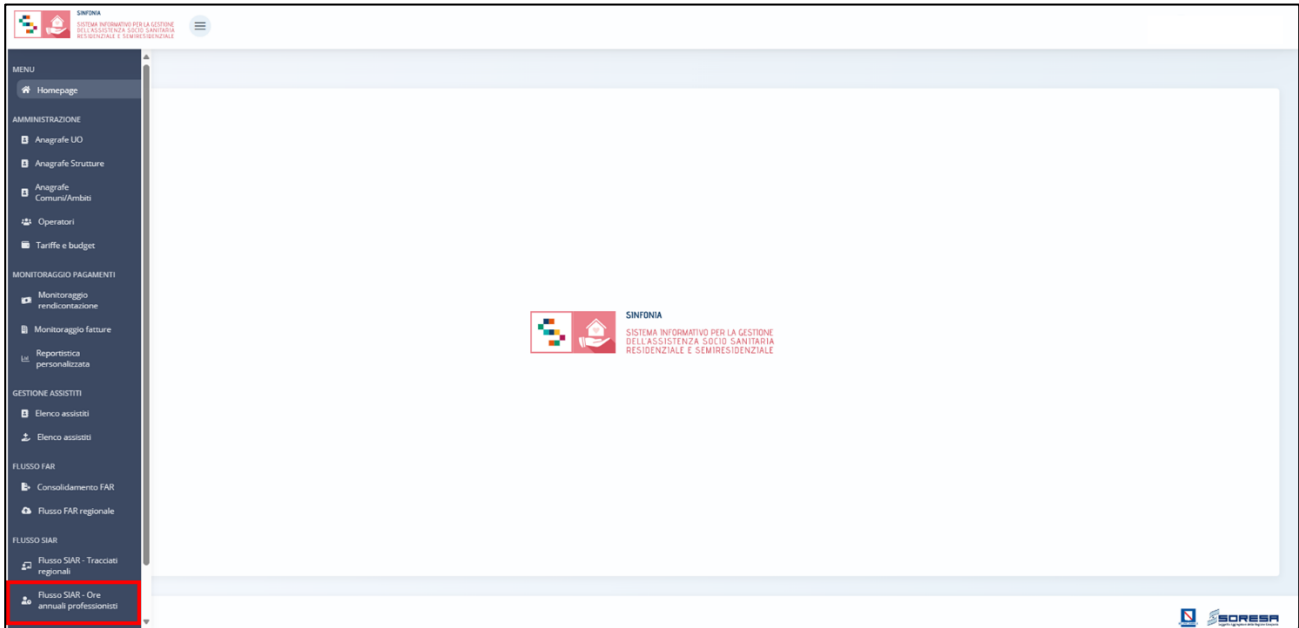 SINFONIA
SISTEMA INFORMATIVO PER LA GESTIONE
DELL'ASSISTENZA SOCIO SANITARIA
RESIDENZIALE E SEMIRESIDENZIALE
MENU
Homepage
AMMINISTRAZIONE
Anagrafe UO
Anagrafe Strutture
Anagrafe
Comuni/Ambiti
Operatori
Tariffe e budget
MONITORAGGIO PAGAMENTI
Monitoraggio
rendicontazione
Monitoraggio fatture
Reportistica
personalizzata
GESTIONE ASSISTITI
Elenco assistiti
Elenco assistiti
FLUSSO FAR
Consolidamento FAR
Flusso FAR regionale
FLUSSO SIAR
Flusso SIAR - Tracciati
regionali
Flusso SIAR - Ore
annuali professionisti
SINFONIA
SISTEMA INFORMATIVO PER LA GESTIONE
DELL'ASSISTENZA SOCIO SANITARIA
RESIDENZIALE E SEMIRESIDENZIALE
SORESA